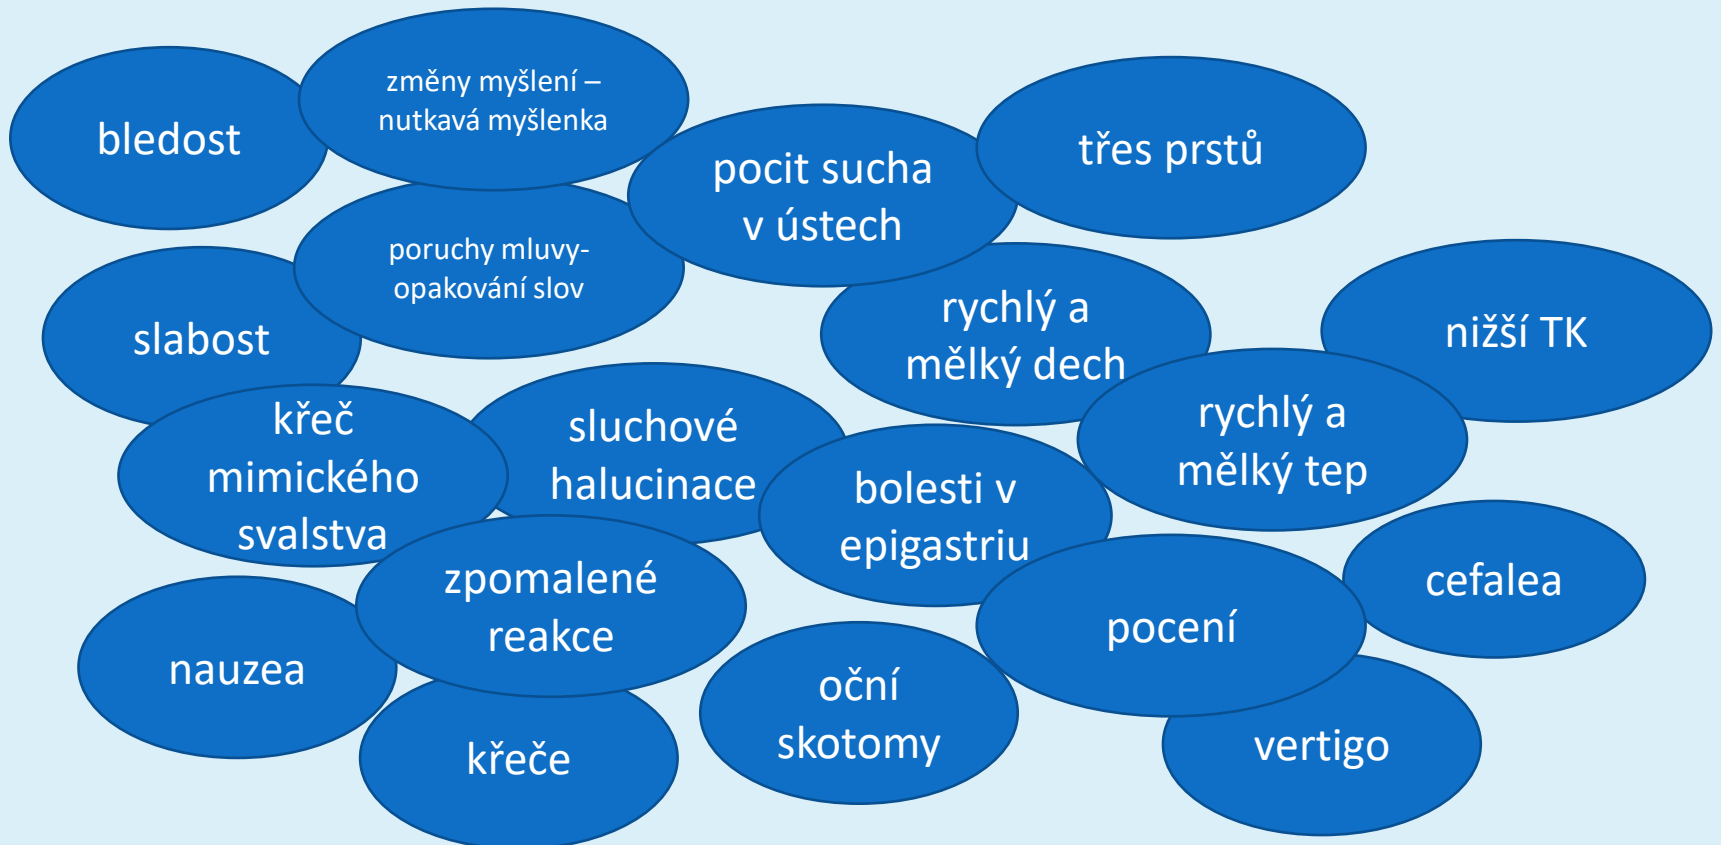 bledost
změny myšlení –
nutkavá myšlenka
pocit sucha
v ústech
třes prstů
poruchy mluvy-
opakování slov
slabost
rychlý a
mělký dech
nižší TK
křeč
mimického
svalstva
sluchové
halucinace
bolesti v
epigastriu
rychlý a
mělký tep
zpomalené
reakce
cefalea
pocení
nauzea
oční
skotomy
křeče
vertigo